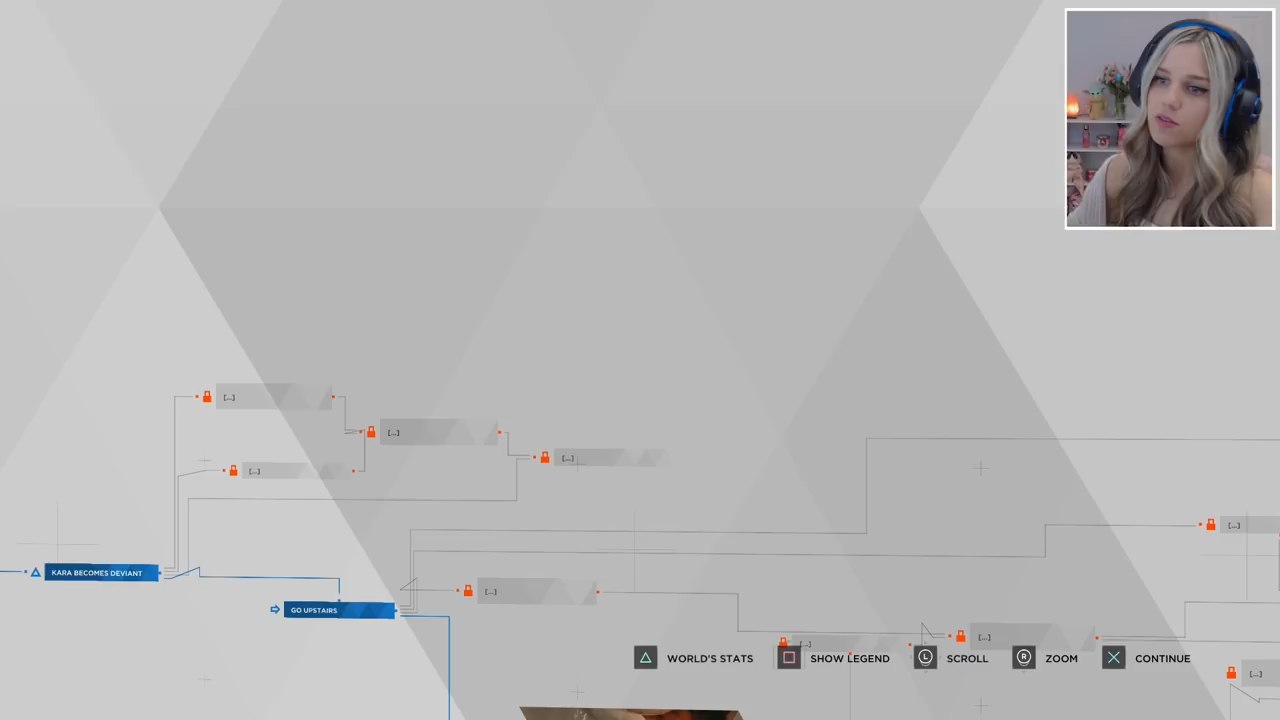 [...]
[...]
[...]
[...]
[...]
KARA BECOMES DEVIANT
[...]
GO UPSTAIRS
[...]
[...]
[...]
WORLD'S STATS
SHOW LEGEND
L
SCROLL
R
ZOOM
CONTINUE